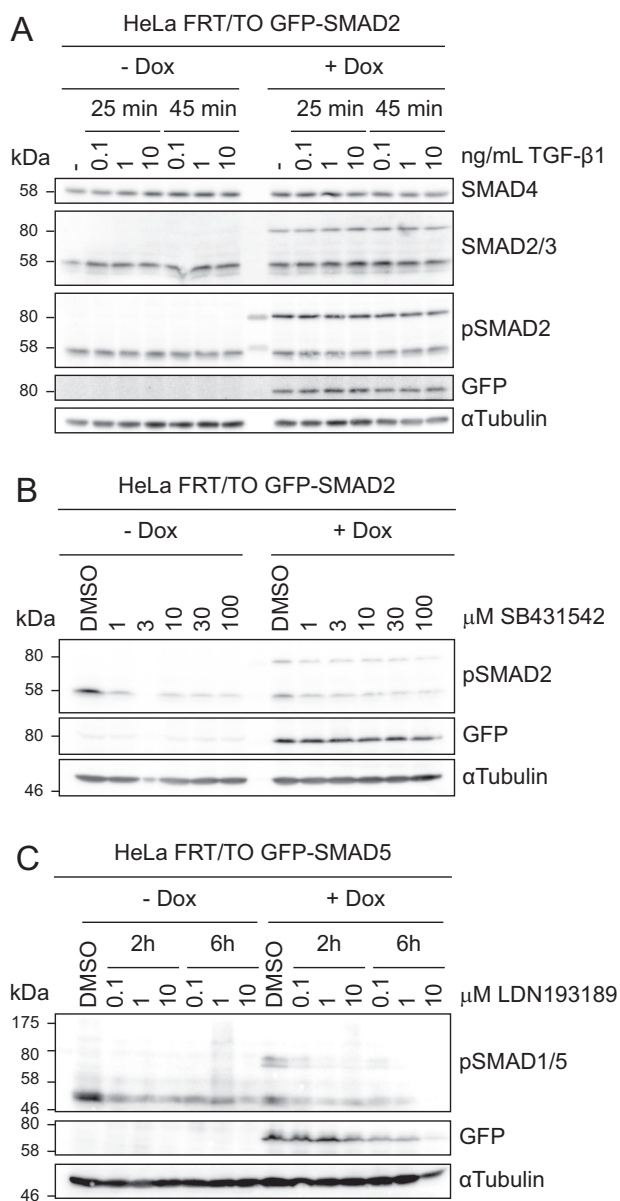 A
HeLa FRT/TO GFP-SMAD2
- Dox + Dox
25 min 45 min 25 min 45 min
kDa - 0.1 1 10 0.1 1 10 - 0.1 1 10 0.1 1 10 ng/mL TGF-β1
58 SMAD4
80
58 SMAD2/3
80
58 pSMAD2
80 GFP
αTubulin
B
HeLa FRT/TO GFP-SMAD2
- Dox + Dox
kDa DMSO 1 3 10 30 100 DMSO 1 3 10 30 100 μM SB431542
80
58 pSMAD2
80 GFP
46 αTubulin
C
HeLa FRT/TO GFP-SMAD5
- Dox + Dox
2h 6h 2h 6h
kDa DMSO 0.1 1 10 0.1 1 10 DMSO 0.1 1 10 0.1 1 10 μM LDN193189
175
80 pSMAD1/5
58
46
80 GFP
58
46 αTubulin